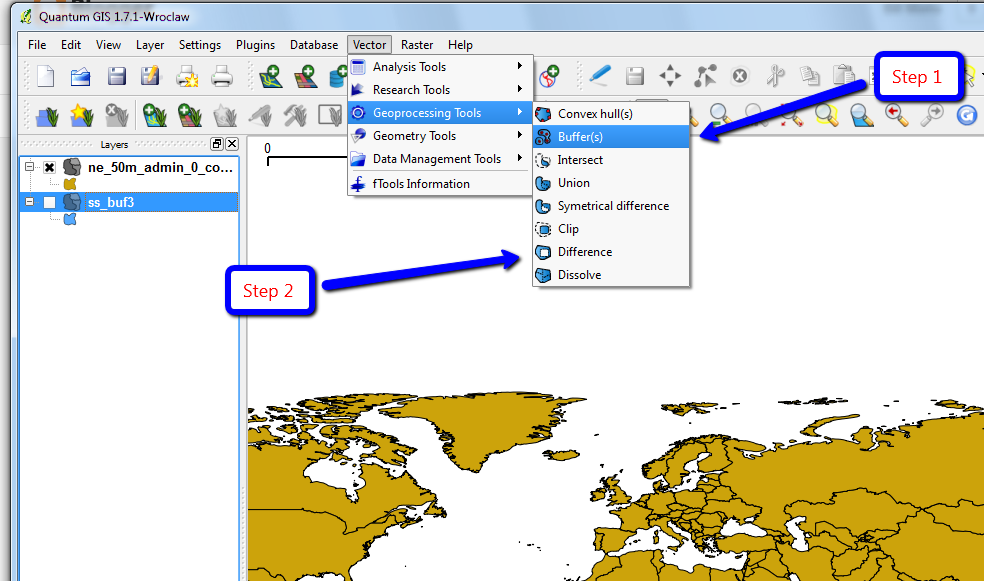 Quantum GIS 1.7.1-Wroclaw
File Edit View Layer Settings Plugins Database Vector Raster Help
Analysis Tools
Research Tools
Geoprocessing Tools
Geometry Tools
Data Management Tools
fTools Information
Convex hull(s)
Buffer(s)
Intersect
Union
Symetrical difference
Clip
Difference
Dissolve
Step 1
Step 2
Layers
ne_50m_admin_0_co...
ss_buf3
0